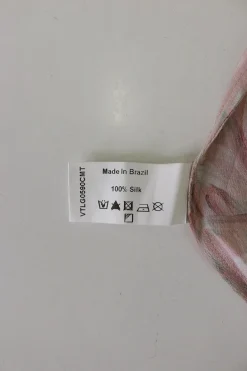 Made In Brazil
100% Silk
VTLG0590CMT